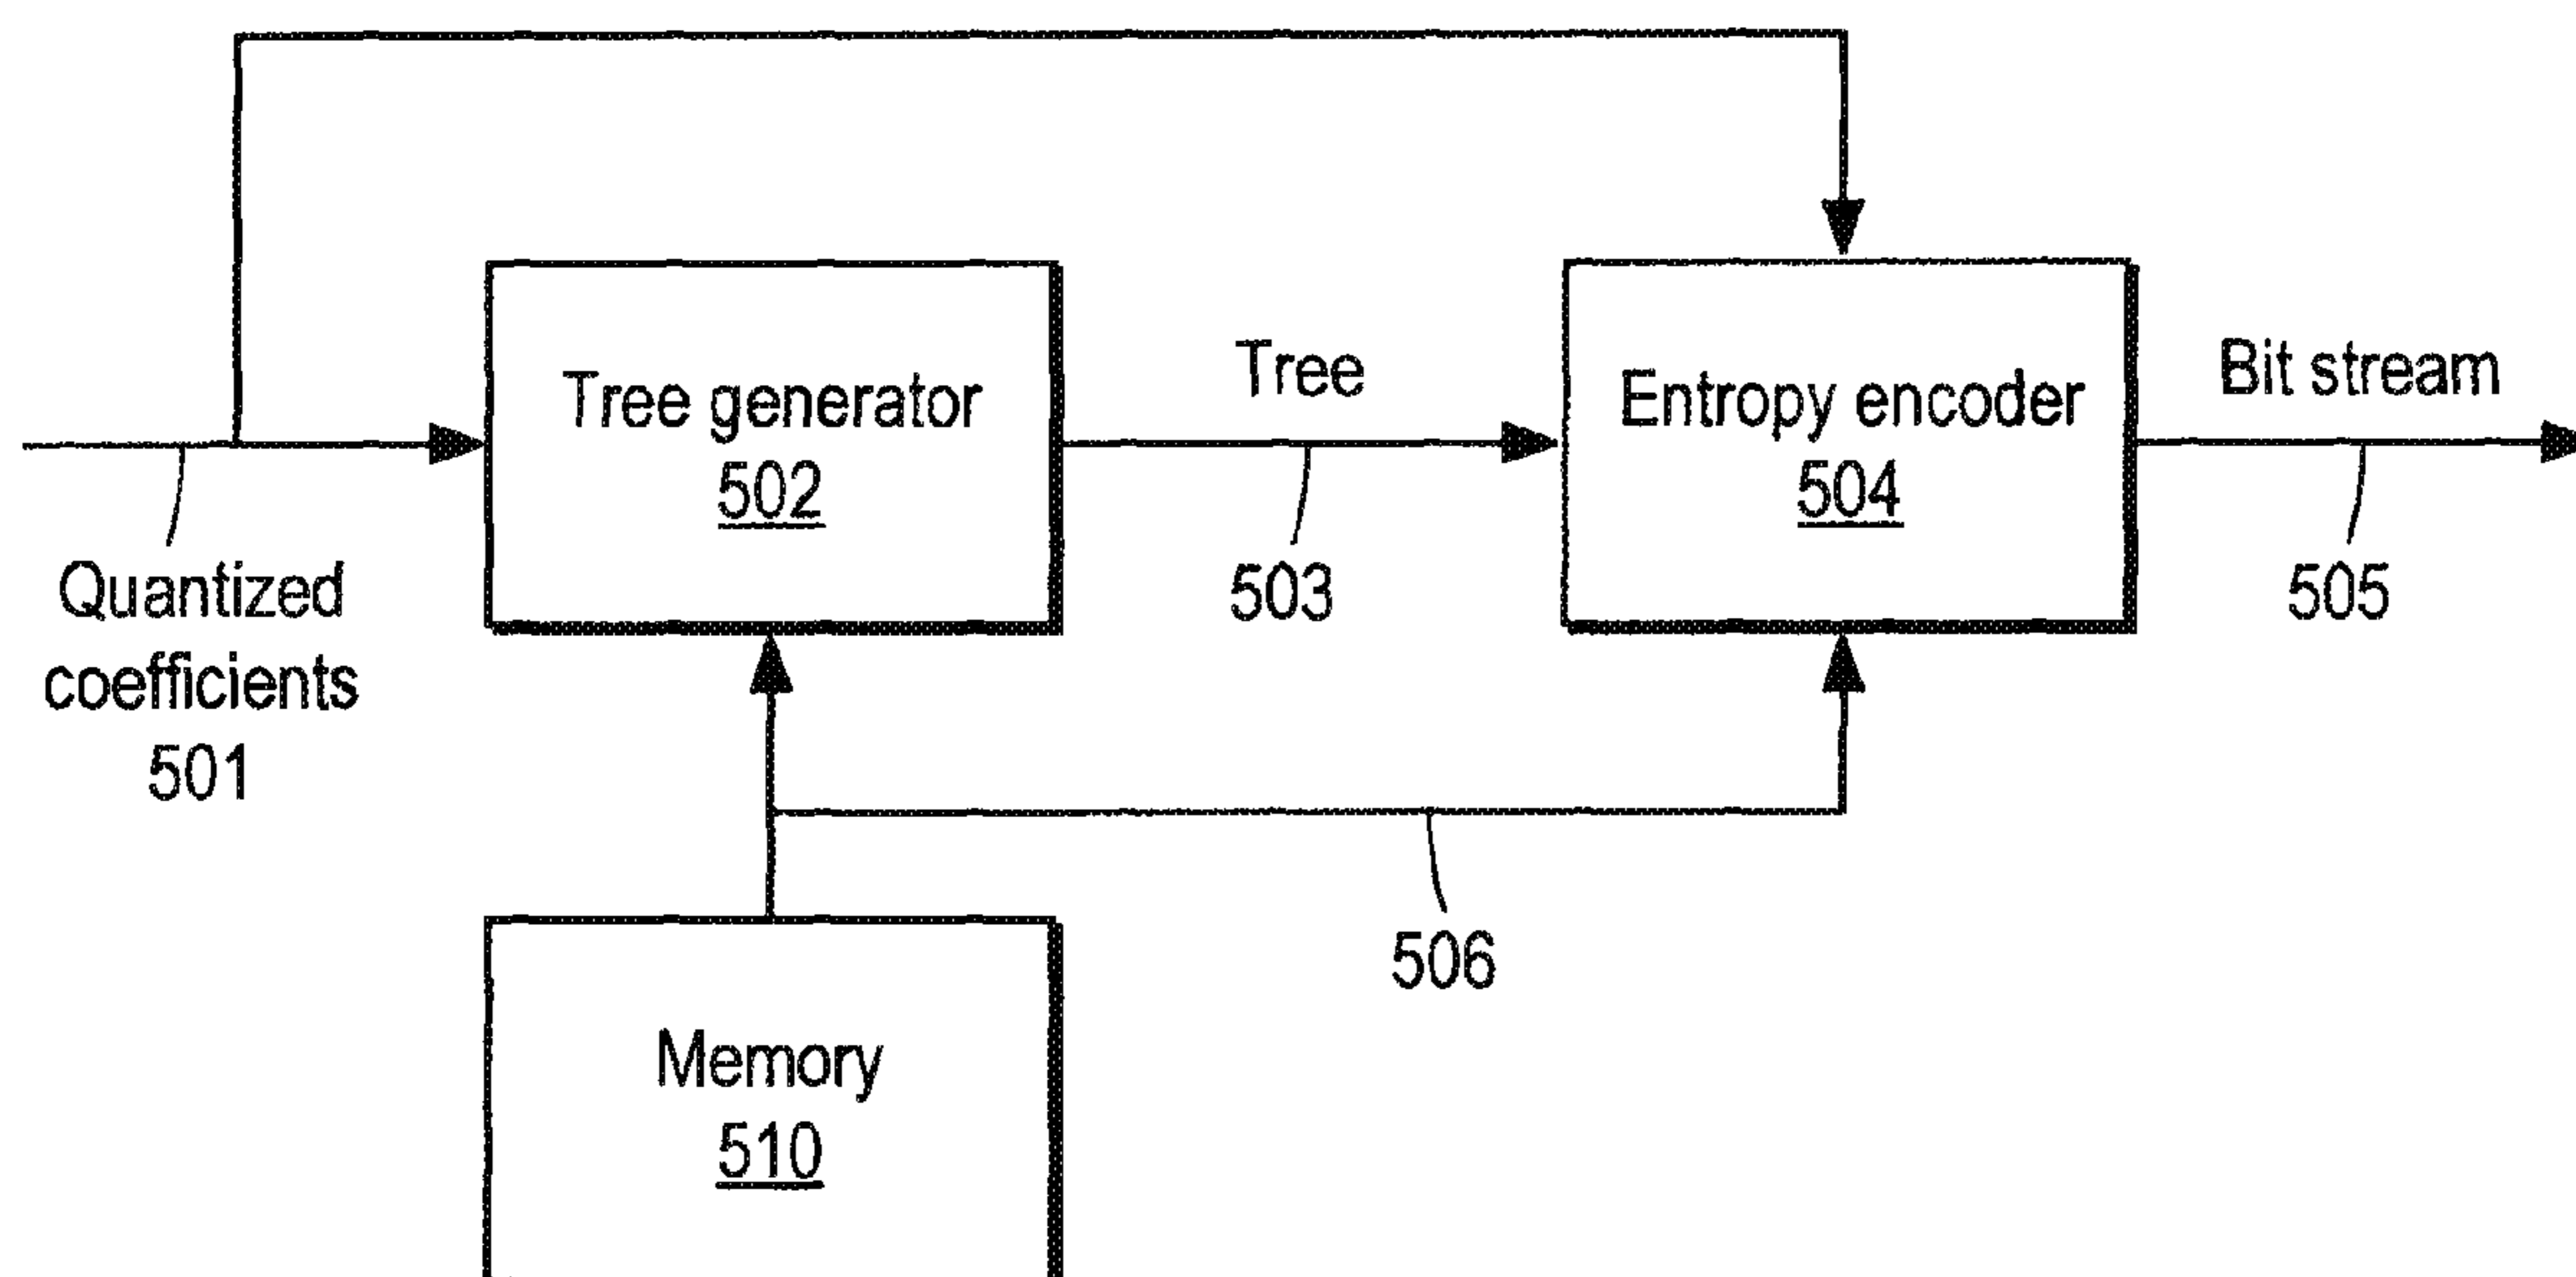 Tree generator
502
Tree
503
Entropy encoder
504
Bit stream
505
Quantized
coefficients
501
506
Memory
510